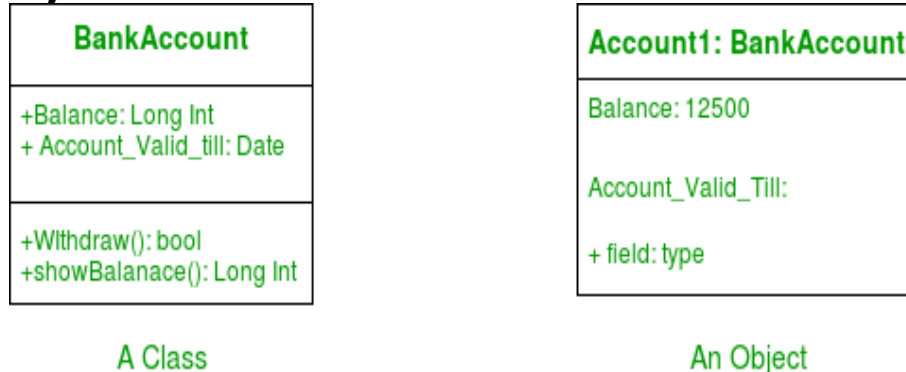 BankAccount
+Balance: Long Int
+ Account_Valid_till: Date
+WIthdraw(): bool
+showBalanace(): Long Int
A Class
Account1: BankAccount
Balance: 12500
Account_Valid_Till:
+ field: type
An Object